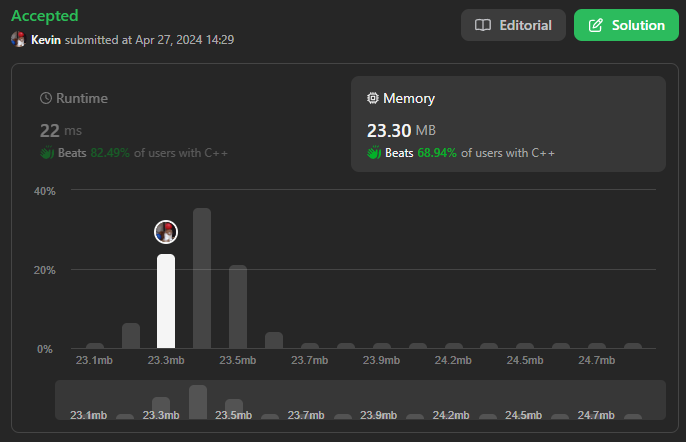 Accepted
Editorial
Solution
Kevin submitted at Apr 27, 2024 14:29
Runtime
22 ms
Beats 82.49% of users with C++
Memory
23.30 MB
Beats 68.94% of users with C++
40%
20%
0%
23.1mb 23.3mb 23.5mb 23.7mb 23.9mb 24.2mb 24.5mb 24.7mb
23.1mb 23.3mb 23.5mb 23.7mb 23.9mb 24.2mb 24.5mb 24.7mb